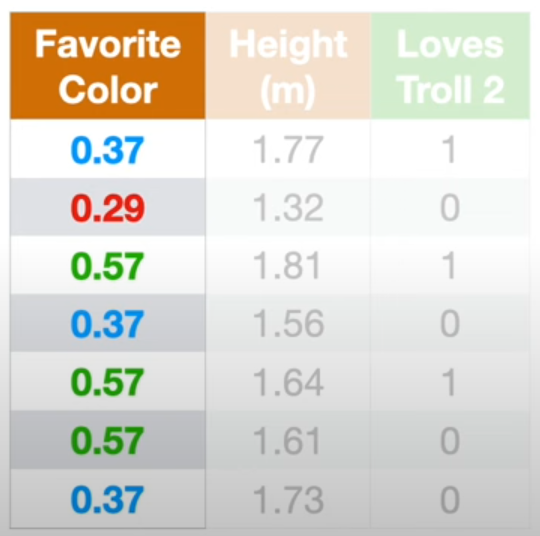 Favorite Color Height (m) Loves Troll 2
0.37 1.77 1
0.29 1.32 0
0.57 1.81 1
0.37 1.56 0
0.57 1.64 1
0.57 1.61 0
0.37 1.73 0